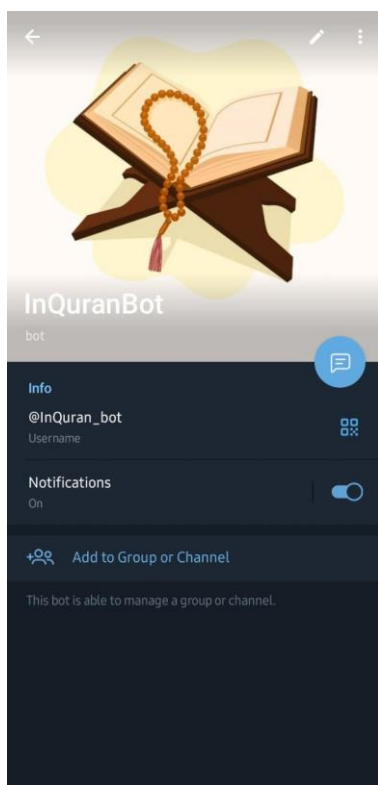 InQuranBot
bot
Info
@InQuran_bot
Username
Notifications
On
Add to Group or Channel
This bot is able to manage a group or channel.